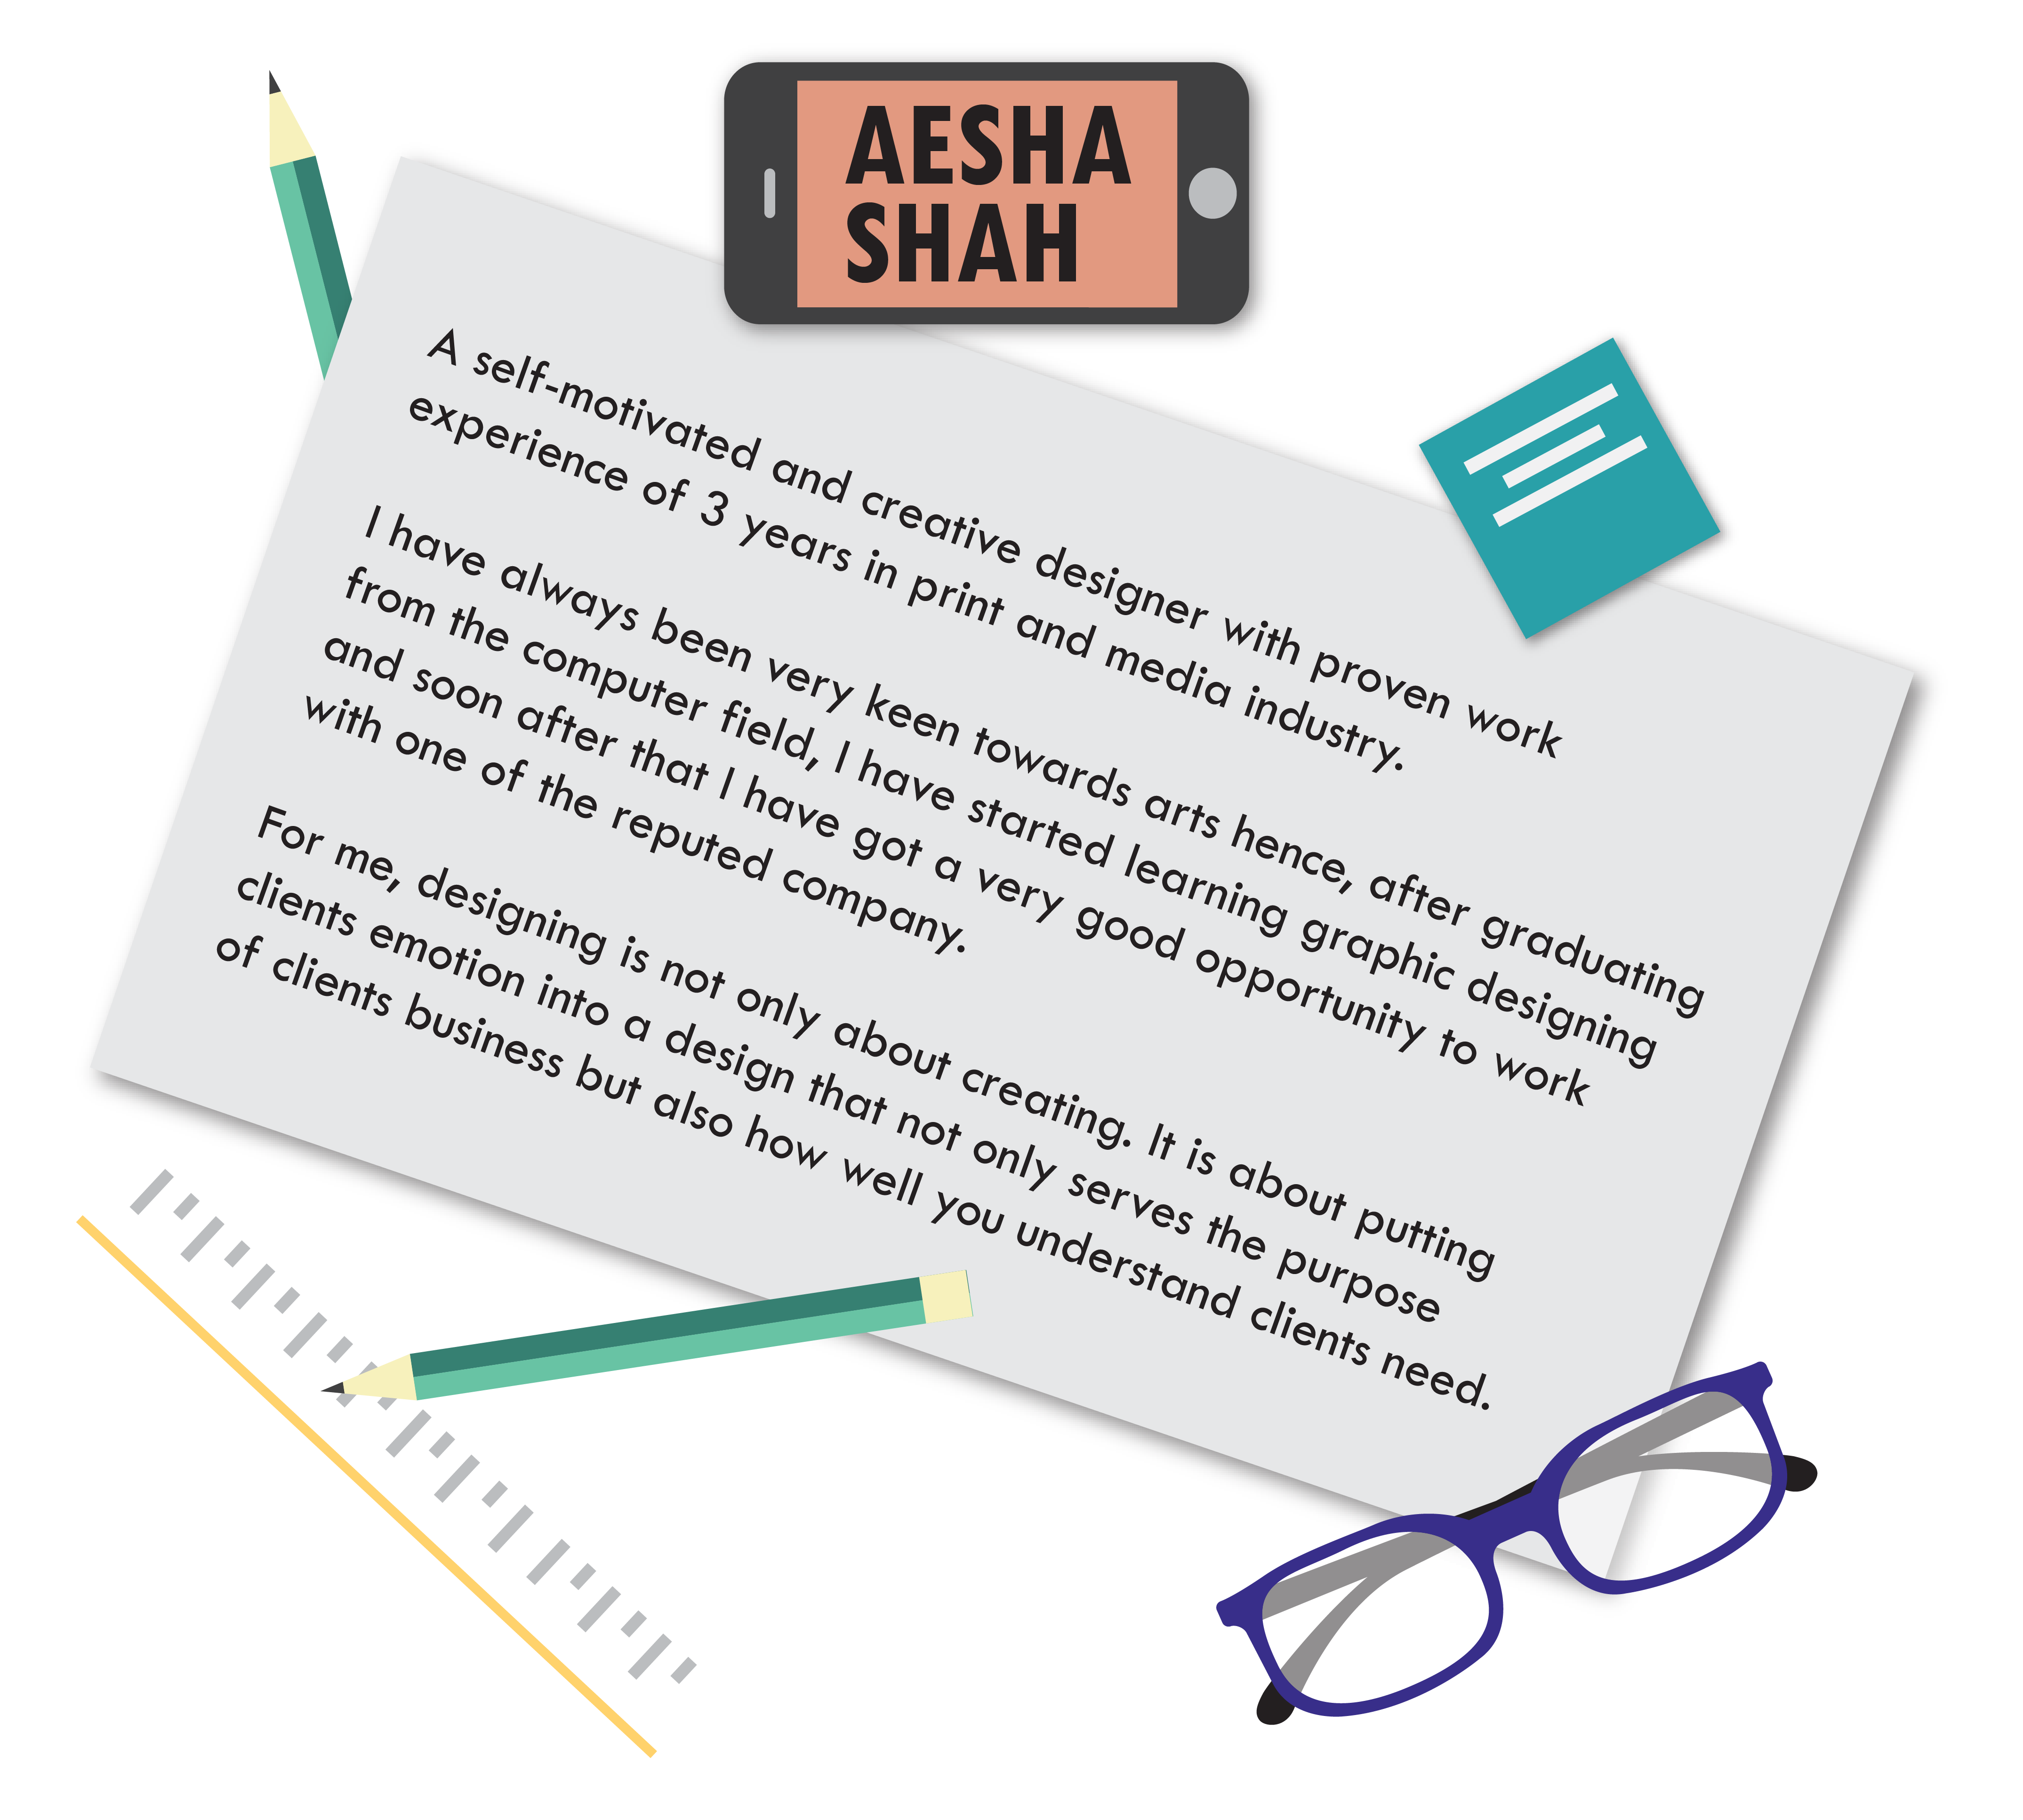 AESHA
SHAH
A self-motivated and creative designer with proven work
experience of 3 years in print and media industry.
I have always been very keen towards arts hence, after graduating
from the computer field, I have started learning graphic designing
and soon after that I have got a very good opportunity to work
with one of the reputed company.
For me, designing is not only about creating. It is about putting
clients emotion into a design that not only serves the purpose
of clients business but also how well you understand clients need.